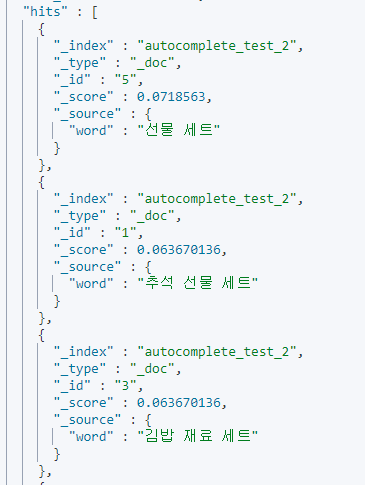 "hits" : [
{
"_index" : "autocomplete_test_2",
"_type" : "_doc",
"_id" : "5",
"_score" : 0.0718563,
"_source" : {
"word" : "선물 세트"
}
},
{
"_index" : "autocomplete_test_2",
"_type" : "_doc",
"_id" : "1",
"_score" : 0.063670136,
"_source" : {
"word" : "추석 선물 세트"
}
},
{
"_index" : "autocomplete_test_2",
"_type" : "_doc",
"_id" : "3",
"_score" : 0.063670136,
"_source" : {
"word" : "김밥 재료 세트"
}
},